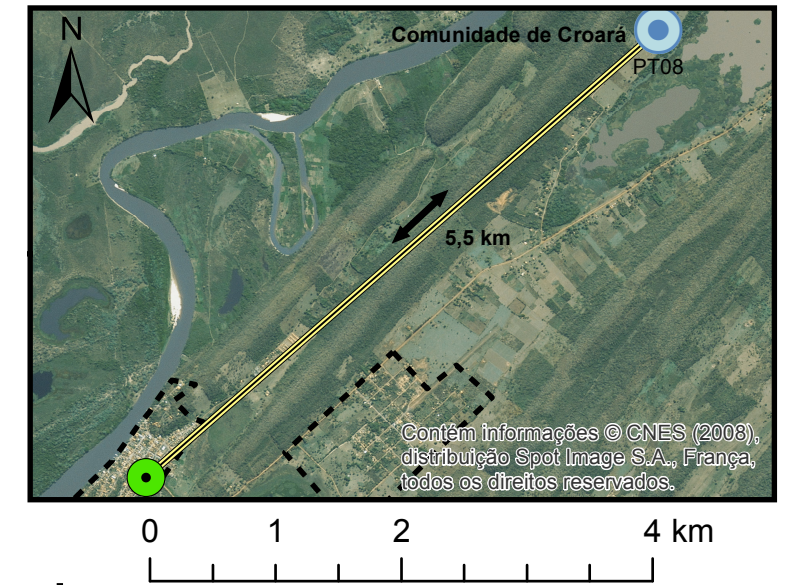 N
Comunidade de Croará
PT08
5,5 km
Contém informações © CNES (2008),
distribuição Spot Image S.A., França,
todos os direitos reservados.
0 1 2 4 km